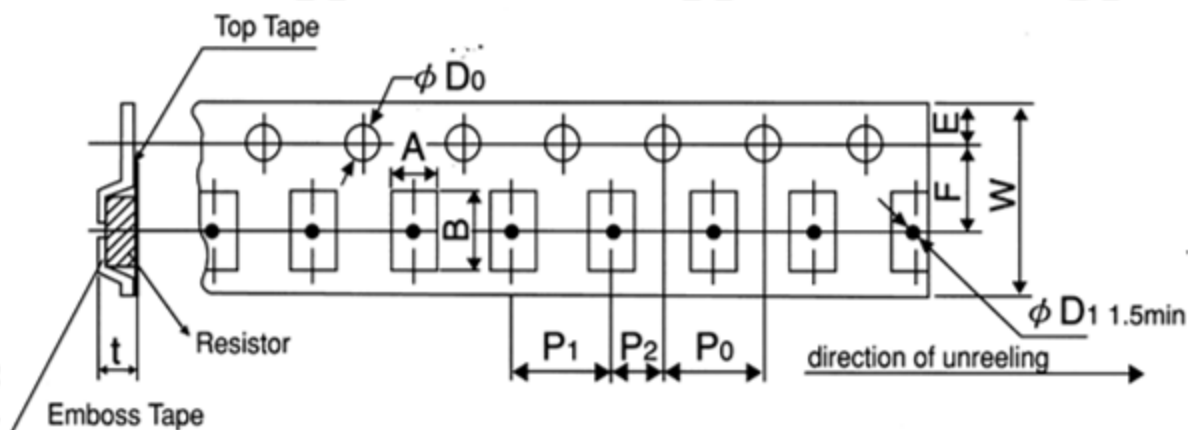 Top Tape
φ D0
A
E
F
W
B
φ D1 1.5min
P1
P2
P0
Resistor
t
direction of unreeling
Emboss Tape